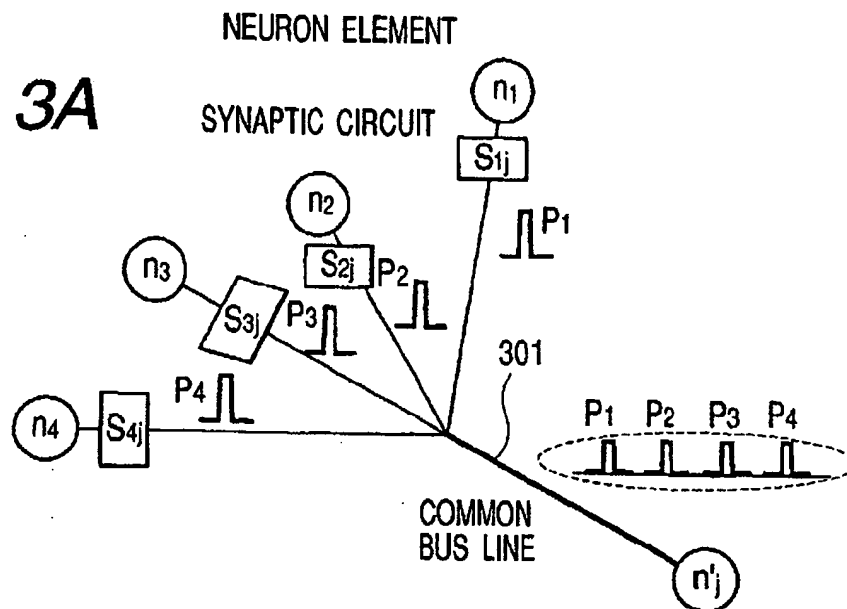 NEURON ELEMENT
3A
n1
SYNAPTIC CIRCUIT
S1j
n2
P1
S2j
P2
n3
S3j
P3
301
P4
P1 P2 P3 P4
n4
S4j
COMMON
BUS LINE
n'j